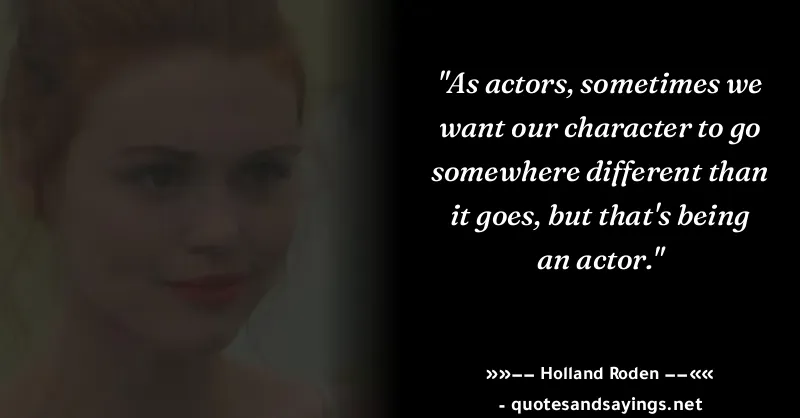 "As actors, sometimes we
want our character to go
somewhere different than
it goes, but that's being
an actor."
»»–– Holland Roden ––««
- quotesandsayings.net